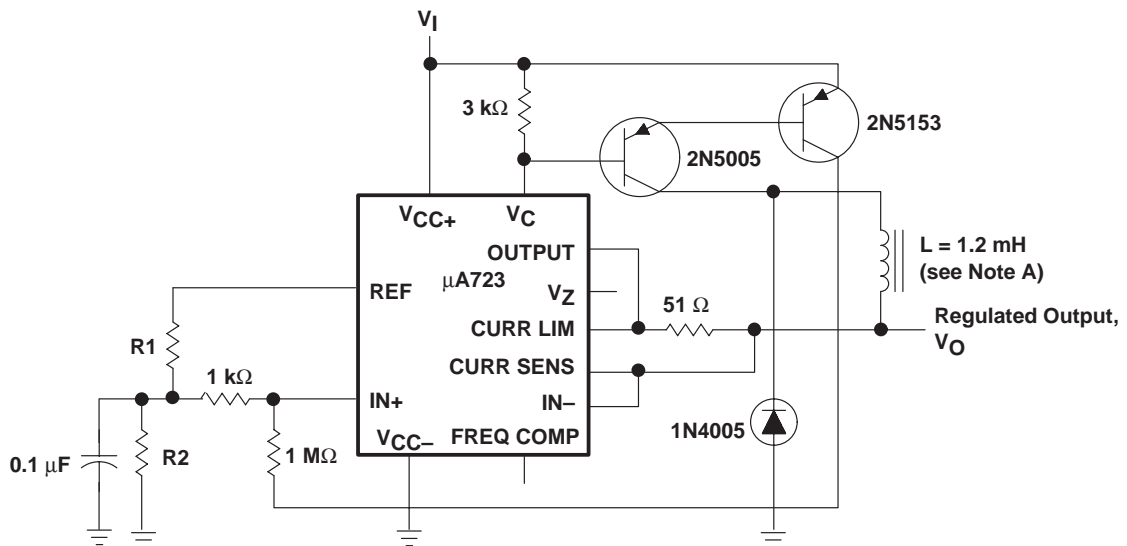 V_I
3 kΩ
2N5153
2N5005
V_CC+
V_C
OUTPUT
μA723
REF
V_Z
L = 1.2 mH
(see Note A)
51 Ω
CURR LIM
Regulated Output,
V_O
R1
CURR SENS
1 kΩ
IN+
IN–
1N4005
V_CC–
FREQ COMP
0.1 μF
R2
1 MΩ